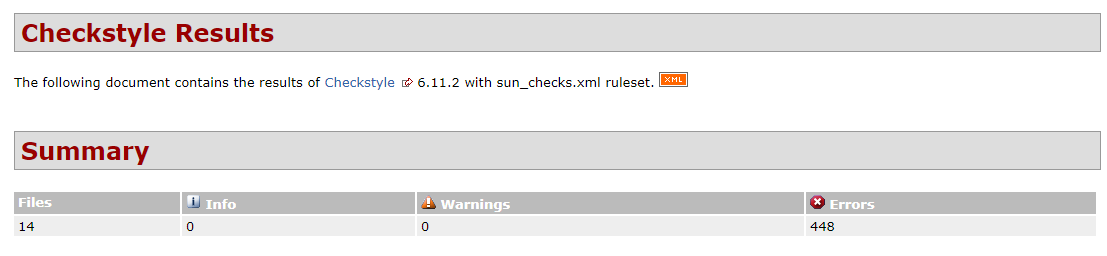 Checkstyle Results
The following document contains the results of Checkstyle 6.11.2 with sun_checks.xml ruleset. XML
Summary
Files Info Warnings Errors
14 0 0 448